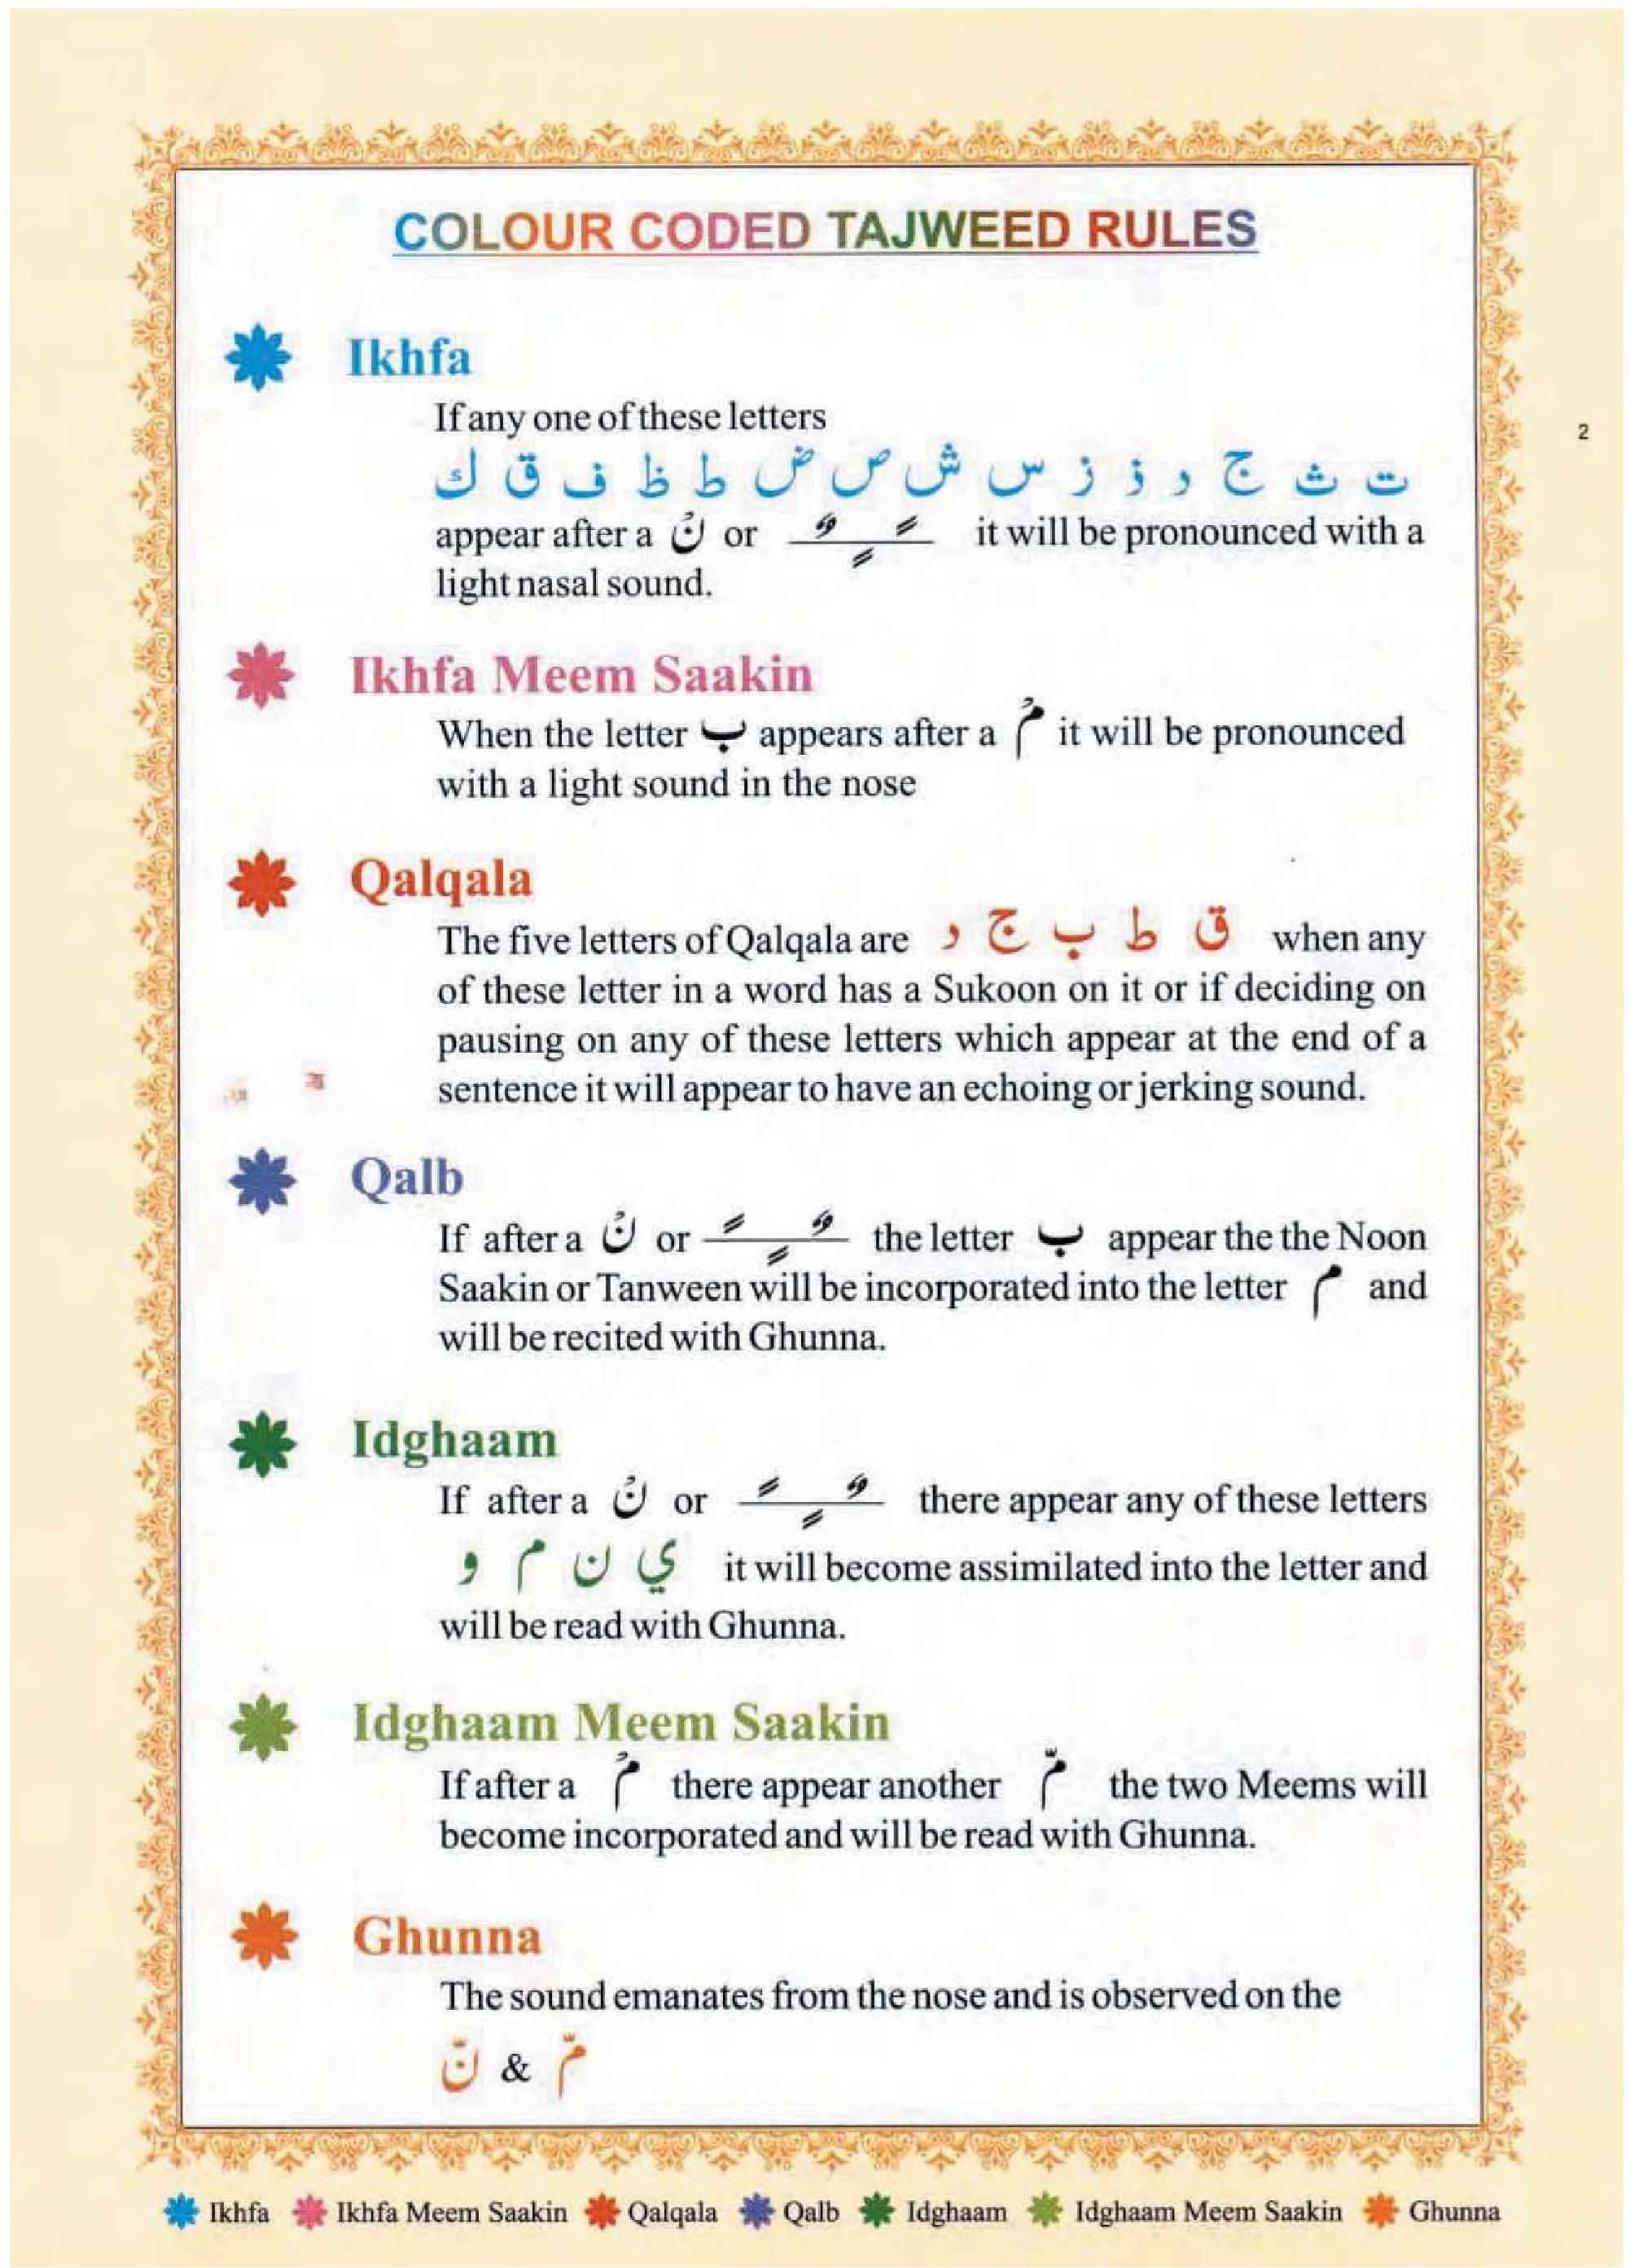 COLOUR CODED TAJWEED RULES
2
Ikhfa
If any one of these letters
ت ث ج د ذ ز س ش ص ض ط ظ ف ق ك
appear after a نْ or ــًــٍــٌ it will be pronounced with a
light nasal sound.
Ikhfa Meem Saakin
When the letter ب appears after a مْ it will be pronounced
with a light sound in the nose
Qalqala
The five letters of Qalqala are ق ط ب ج د when any
of these letter in a word has a Sukoon on it or if deciding on
pausing on any of these letters which appear at the end of a
sentence it will appear to have an echoing or jerking sound.
Qalb
If after a نْ or ــٌــٍــً the letter ب appear the the Noon
Saakin or Tanween will be incorporated into the letter م and
will be recited with Ghunna.
Idghaam
If after a نْ or ــٌــٍــً there appear any of these letters
ي ن م و it will become assimilated into the letter and
will be read with Ghunna.
Idghaam Meem Saakin
If after a مْ there appear another مّ the two Meems will
become incorporated and will be read with Ghunna.
Ghunna
The sound emanates from the nose and is observed on the
نّ & مّ
Ikhfa Ikhfa Meem Saakin Qalqala Qalb Idghaam Idghaam Meem Saakin Ghunna